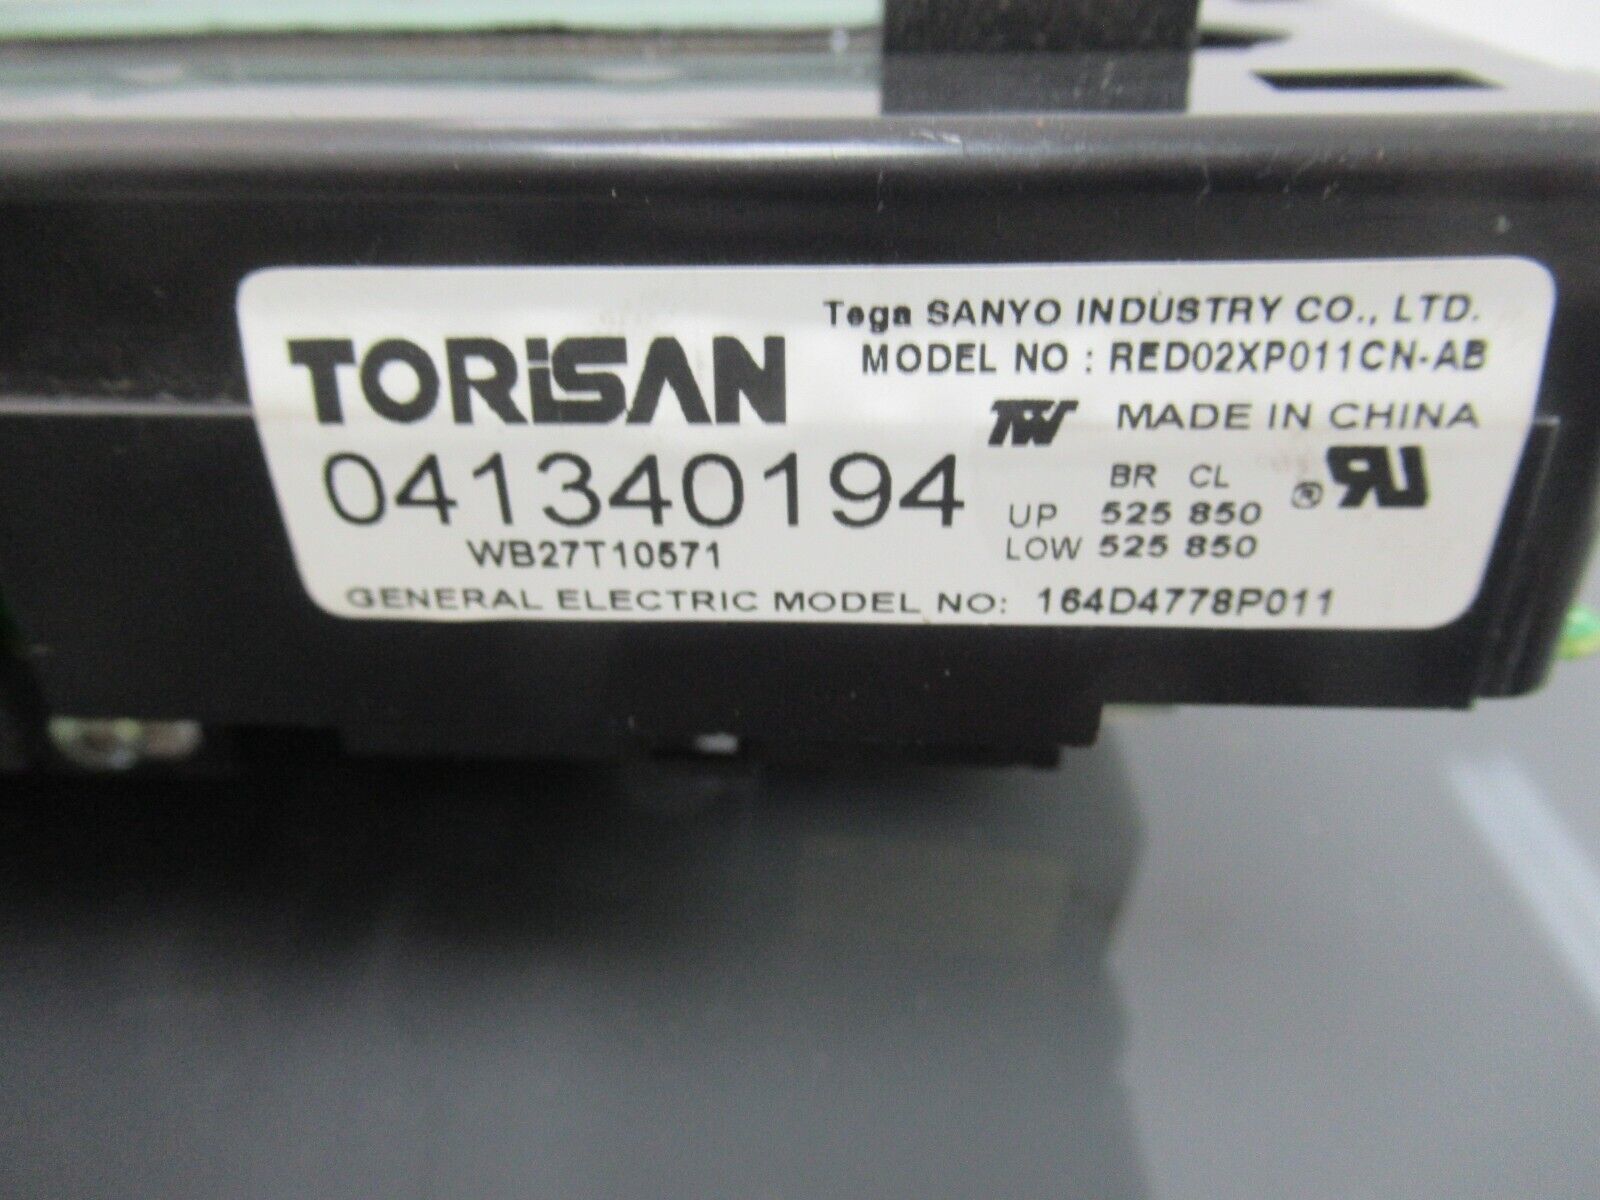 Tega SANYO INDUSTRY CO., LTD.
TORiSAN
MODEL NO : RED02XP011CN-AB
MADE IN CHINA
041340194
BR CL
UP 525 850
LOW 525 850
WB27T10571
GENERAL ELECTRIC MODEL NO: 164D4778P011